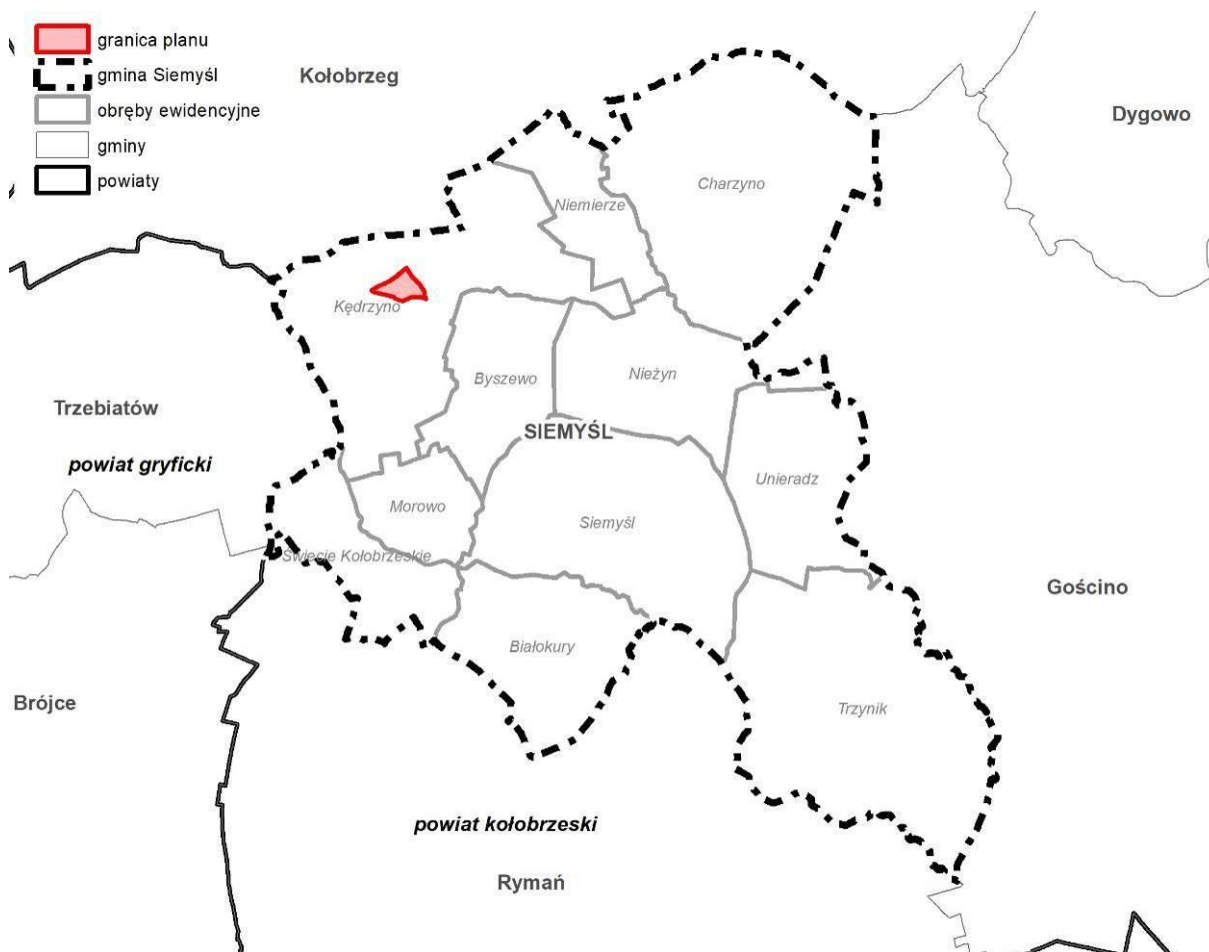 granica planu
gmina Siemyśl
obręby ewidencyjne
gminy
powiaty
Kołobrzeg
Dygowo
Charzyno
Niemierze
Kędrzyno
Byszewo
Nieżyn
Trzebiatów
SIEMYŚL
powiat gryficki
Unieradz
Morowo
Siemyśl
Święcie Kołobrzeskie
Gościno
Białokury
Brójce
Trzynik
powiat kołobrzeski
Rymań